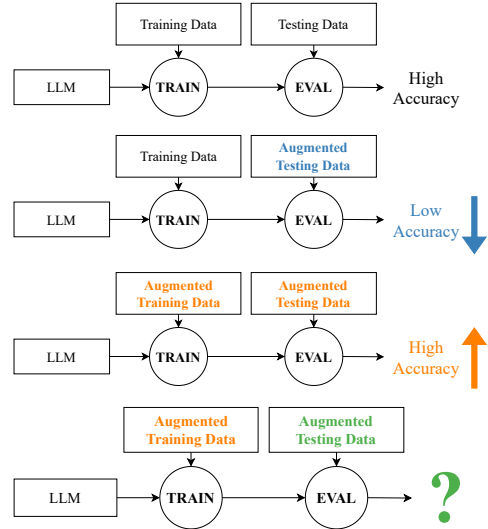 Training Data
Testing Data
LLM
TRAIN
EVAL
High
Accuracy
Training Data
Augmented
Testing Data
LLM
TRAIN
EVAL
Low
Accuracy
Augmented
Training Data
Augmented
Testing Data
LLM
TRAIN
EVAL
High
Accuracy
Augmented
Training Data
Augmented
Testing Data
LLM
TRAIN
EVAL
?